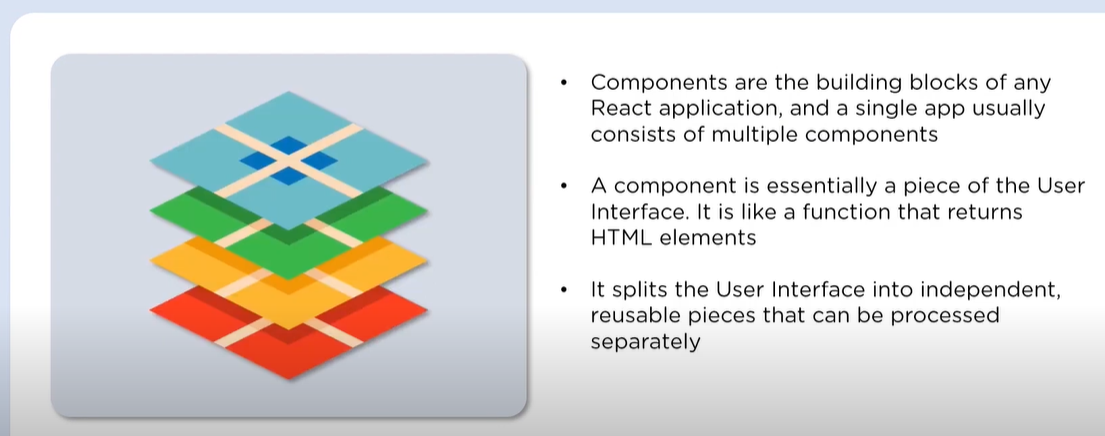 • Components are the building blocks of any
React application, and a single app usually
consists of multiple components
• A component is essentially a piece of the User
Interface. It is like a function that returns
HTML elements
• It splits the User Interface into independent,
reusable pieces that can be processed
separately